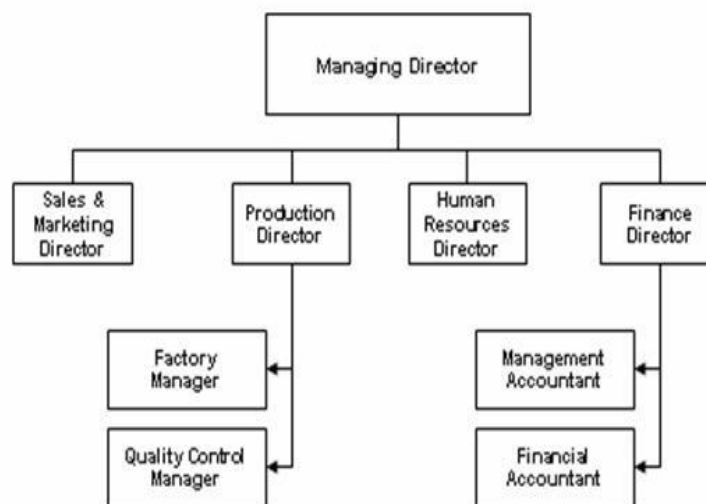 Managing Director
Sales &
Marketing
Director
Production
Director
Human
Resources
Director
Finance
Director
Factory
Manager
Management
Accountant
Quality Control
Manager
Financial
Accountant